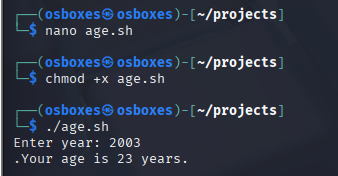 ┌──(osboxes㉿osboxes)-[~/projects]
└─$ nano age.sh
┌──(osboxes㉿osboxes)-[~/projects]
└─$ chmod +x age.sh
┌──(osboxes㉿osboxes)-[~/projects]
└─$ ./age.sh
Enter year: 2003
.Your age is 23 years.